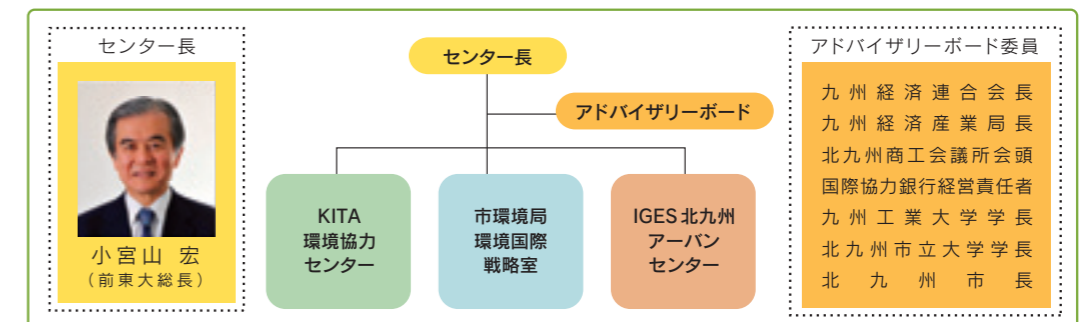 センター長
小宮山 宏
（前東大総長）
センター長
アドバイザリーボード
KITA
環境協力
センター
市環境局
環境国際
戦略室
IGES北九州
アーバン
センター
アドバイザリーボード委員
九州経済連合会長
九州経済産業局長
北九州商工会議所会頭
国際協力銀行経営責任者
九州工業大学学長
北九州市立大学学長
北九州市長